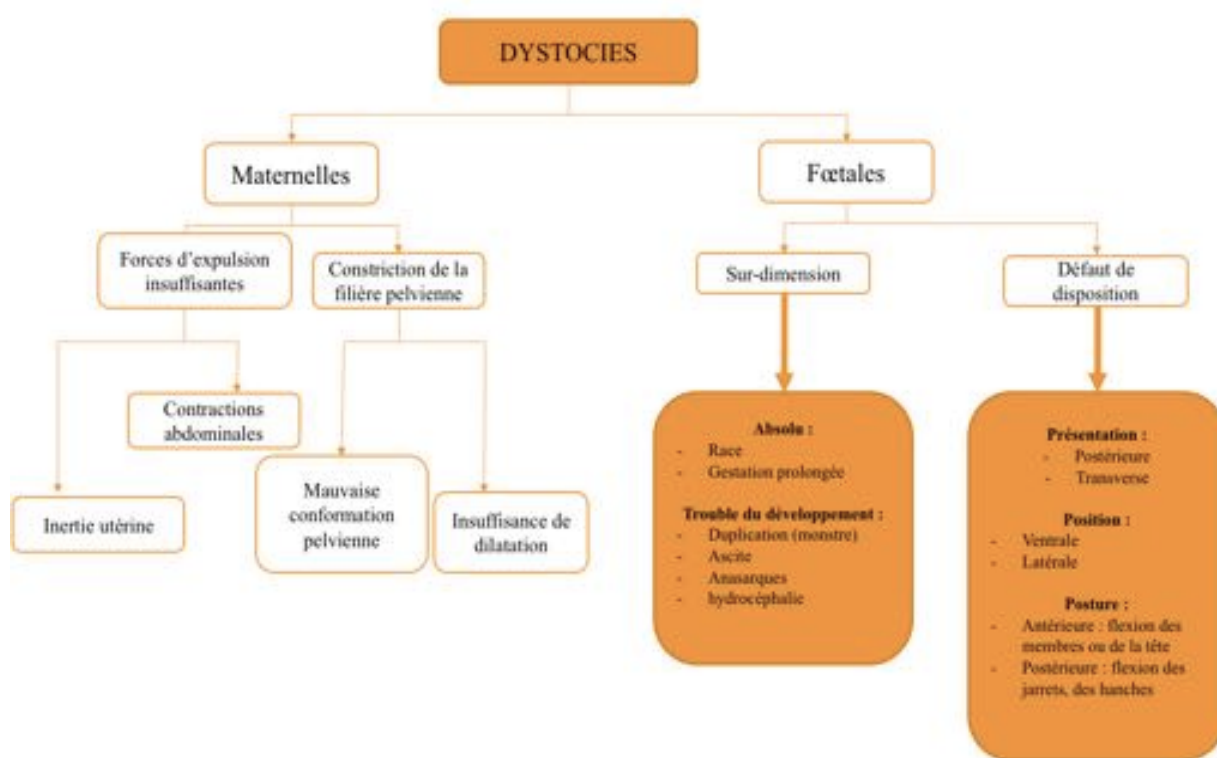 DYSTOCIES
Maternelles
Fœtales
Forces d’expulsion
insuffisantes
Constriction de la
filière pelvienne
Sur-dimension
Défaut de
disposition
Contractions
abdominales
Inertie utérine
Mauvaise
conformation
pelvienne
Insuffisance de
dilatation
Absolu :
- Race
- Gestation prolongée
Trouble du développement :
- Duplication (monstre)
- Ascite
- Anasarques
- hydrocéphalie
Présentation :
- Postérieure
- Transverse
Position :
- Ventrale
- Latérale
Posture :
- Antérieure : flexion des
membres ou de la tête
- Postérieure : flexion des
jarrets, des hanches